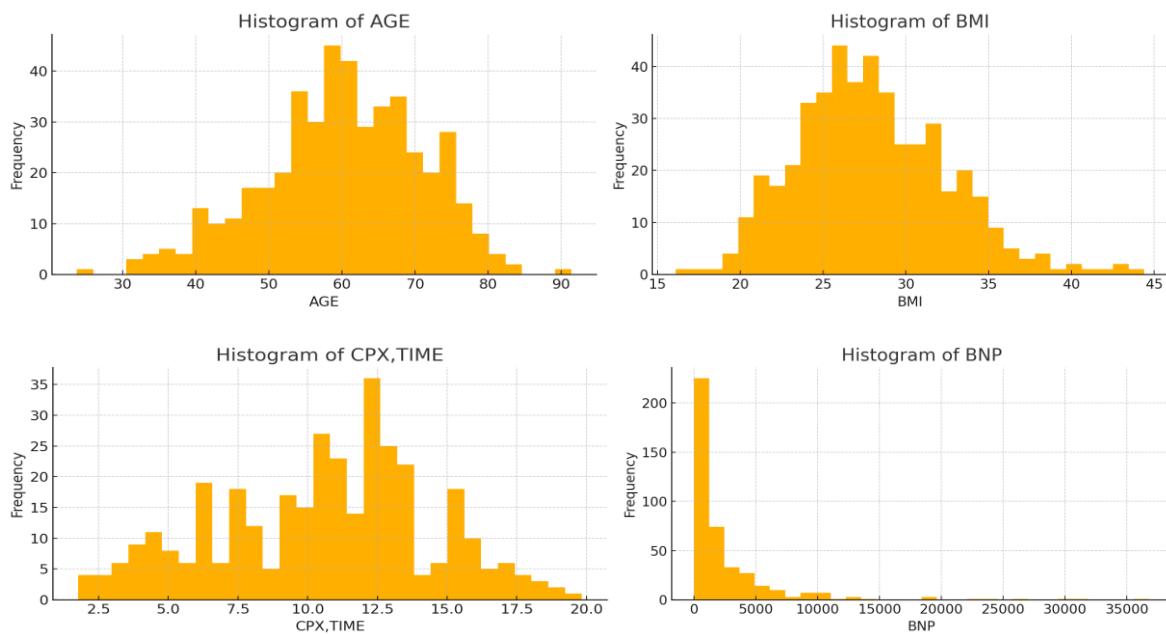 Histogram of AGE
Frequency
40
30
20
10
0
30 40 50 60 70 80 90
AGE
Histogram of BMI
Frequency
40
30
20
10
0
15 20 25 30 35 40 45
BMI
Histogram of CPX,TIME
Frequency
35
30
25
20
15
10
5
0
2.5 5.0 7.5 10.0 12.5 15.0 17.5 20.0
CPX,TIME
Histogram of BNP
Frequency
200
150
100
50
0
0 5000 10000 15000 20000 25000 30000 35000
BNP